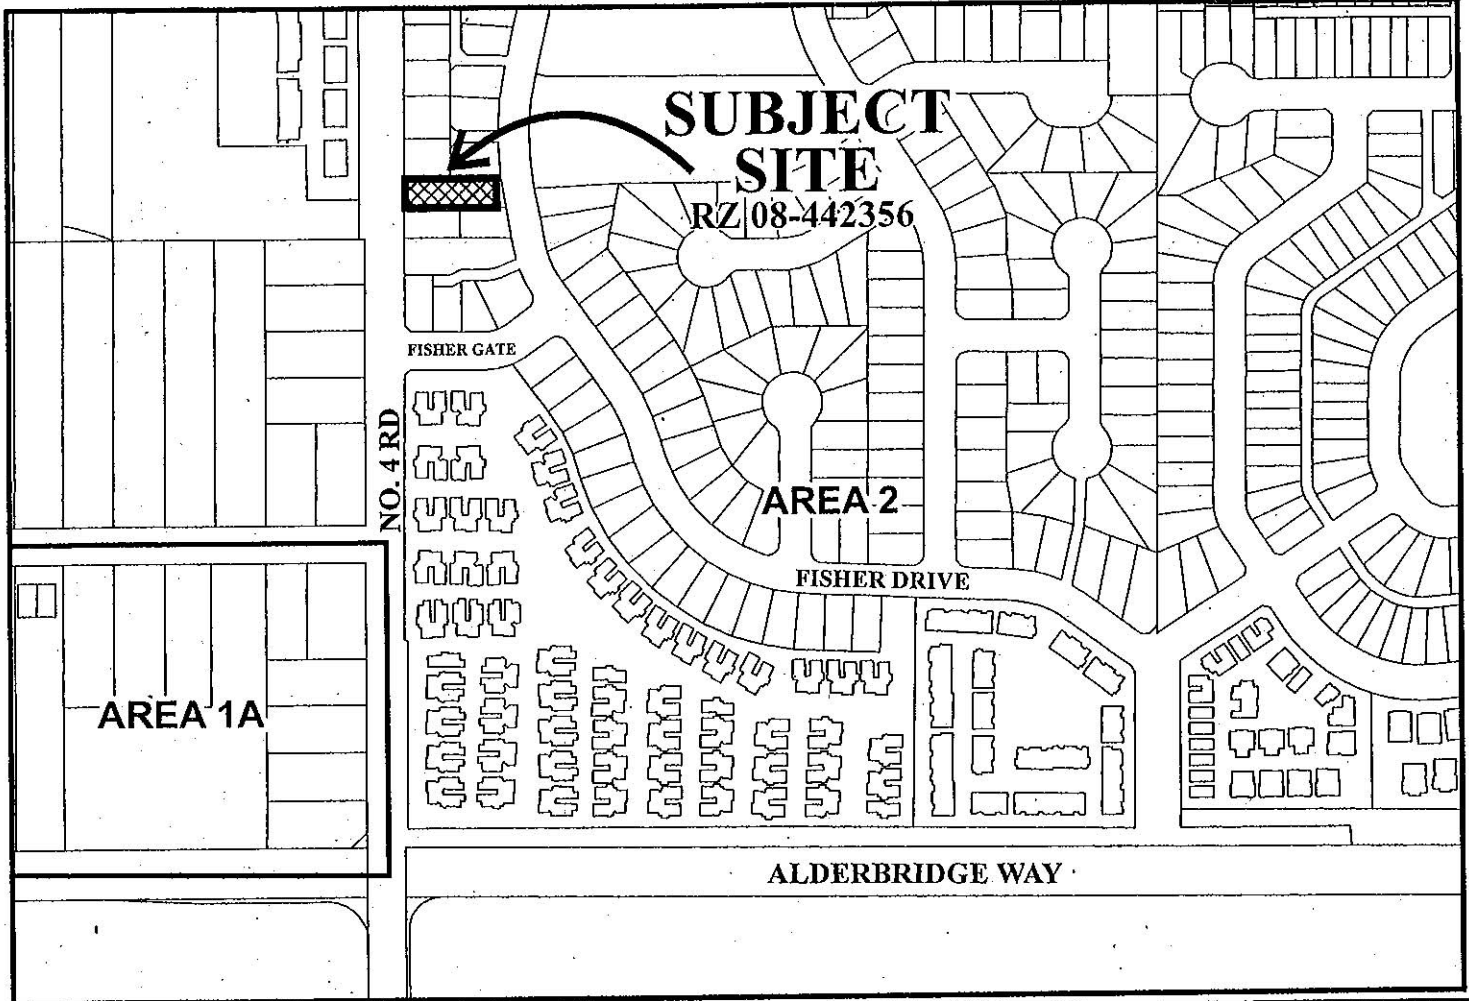 SUBJECT
SITE
RZ 08-442356
FISHER GATE
NO. 4 RD
AREA 2
FISHER DRIVE
AREA 1A
ALDERBRIDGE WAY